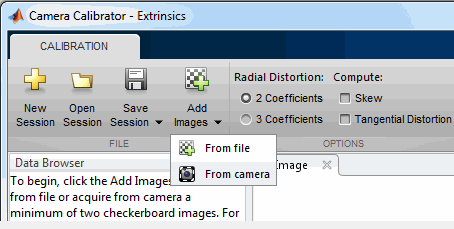 Camera Calibrator - Extrinsics
CALIBRATION
Radial Distortion: Compute:
2 Coefficients Skew
3 Coefficients Tangential Distortion
New Session
Open Session
Save Session
Add Images
FILE
OPTIONS
From file
From camera
Data Browser
Image
To begin, click the Add Images
from file or acquire from camera a
minimum of two checkerboard images. For